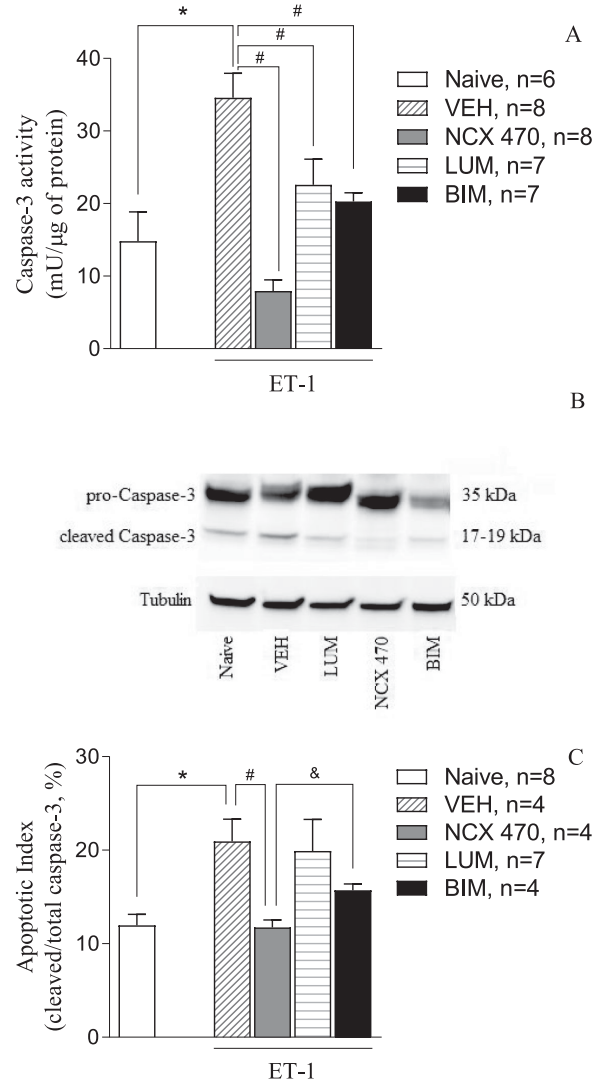 A
*
#
#
#
Caspase-3 activity
(mU/µg of protein)
40
30
20
10
0
ET-1
Naive, n=6
VEH, n=8
NCX 470, n=8
LUM, n=7
BIM, n=7
B
pro-Caspase-3
35 kDa
cleaved Caspase-3
17-19 kDa
Tubulin
50 kDa
Naive
VEH
LUM
NCX 470
BIM
C
*
#
&
Apoptotic Index
(cleaved/total caspase-3, %)
30
20
10
0
ET-1
Naive, n=8
VEH, n=4
NCX 470, n=4
LUM, n=7
BIM, n=4